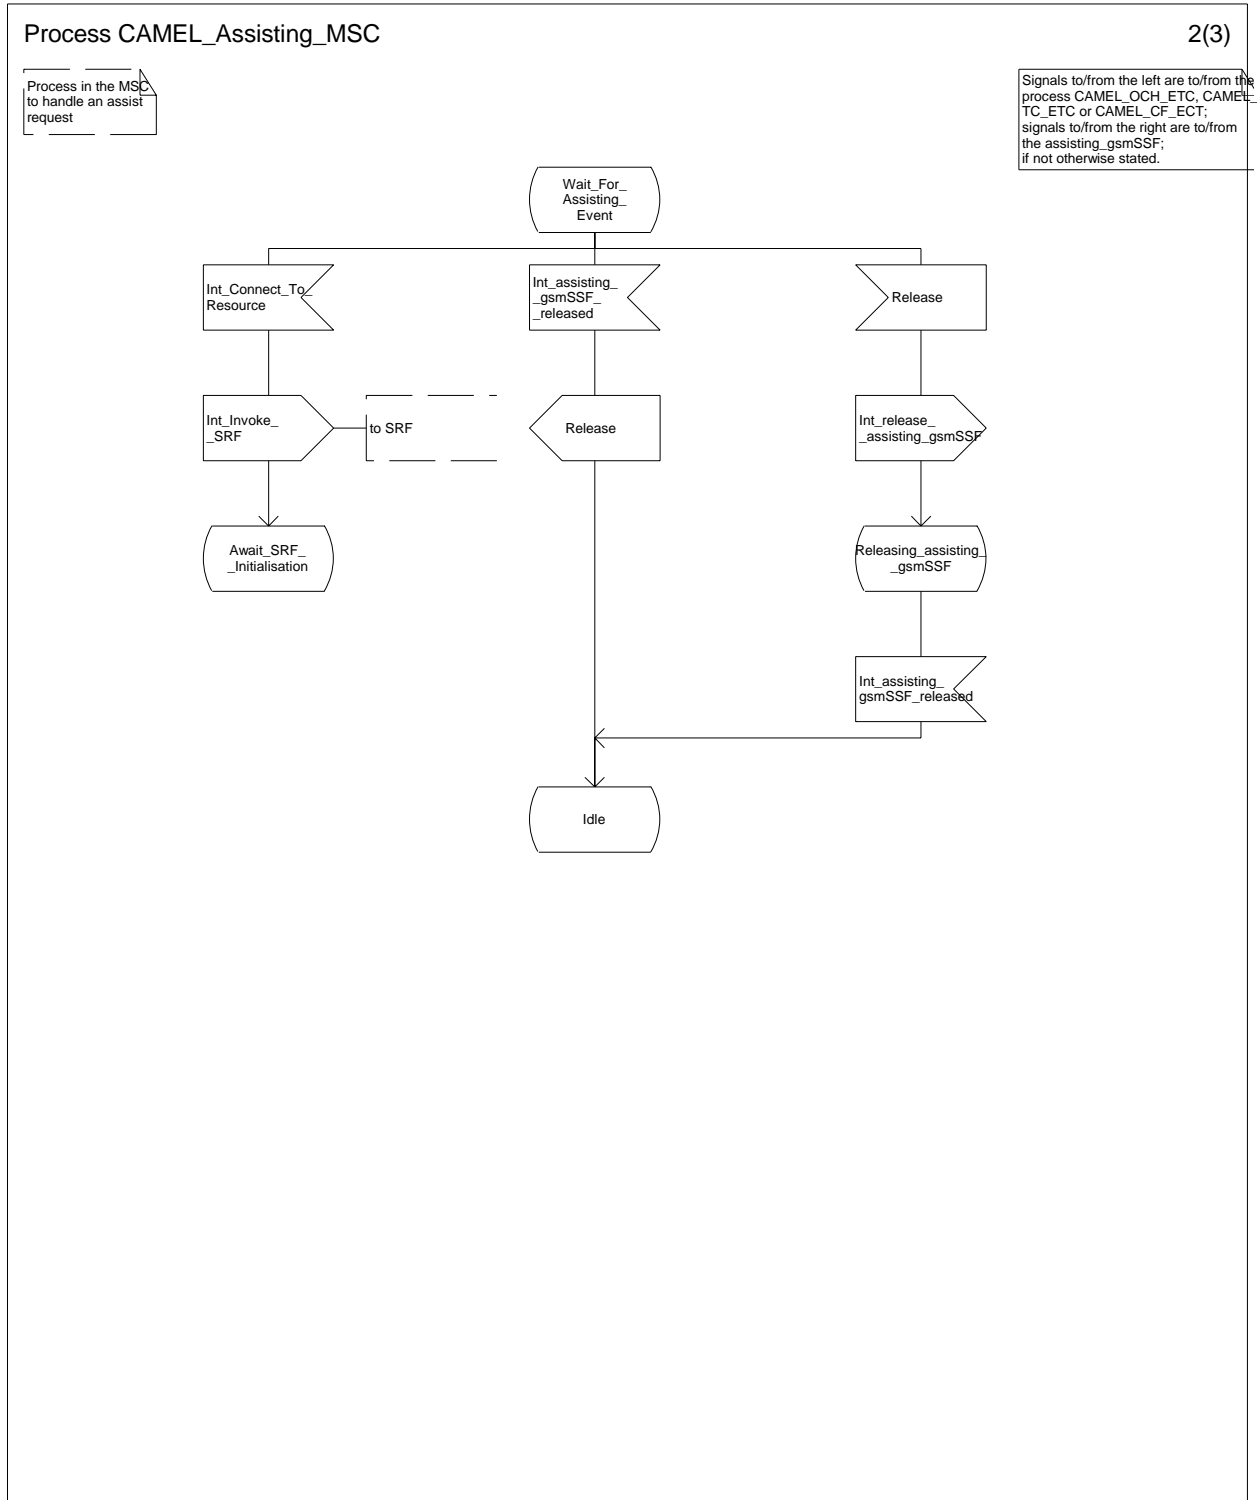 Process CAMEL_Assisting_MSC
2(3)
Process in the MSC
to handle an assist
request
Signals to/from the left are to/from the
process CAMEL_OCH_ETC, CAMEL_
TC_ETC or CAMEL_CF_ECT;
signals to/from the right are to/from
the assisting_gsmSSF;
if not otherwise stated.
Wait_For_
Assisting_
Event
Int_Connect_To_
Resource
Int_assisting_
_gsmSSF_
_released
Release
Int_Invoke_
_SRF
to SRF
Release
Int_release_
_assisting_gsmSSF
Await_SRF_
_Initialisation
Releasing_assisting_
_gsmSSF
Int_assisting_
gsmSSF_released
Idle